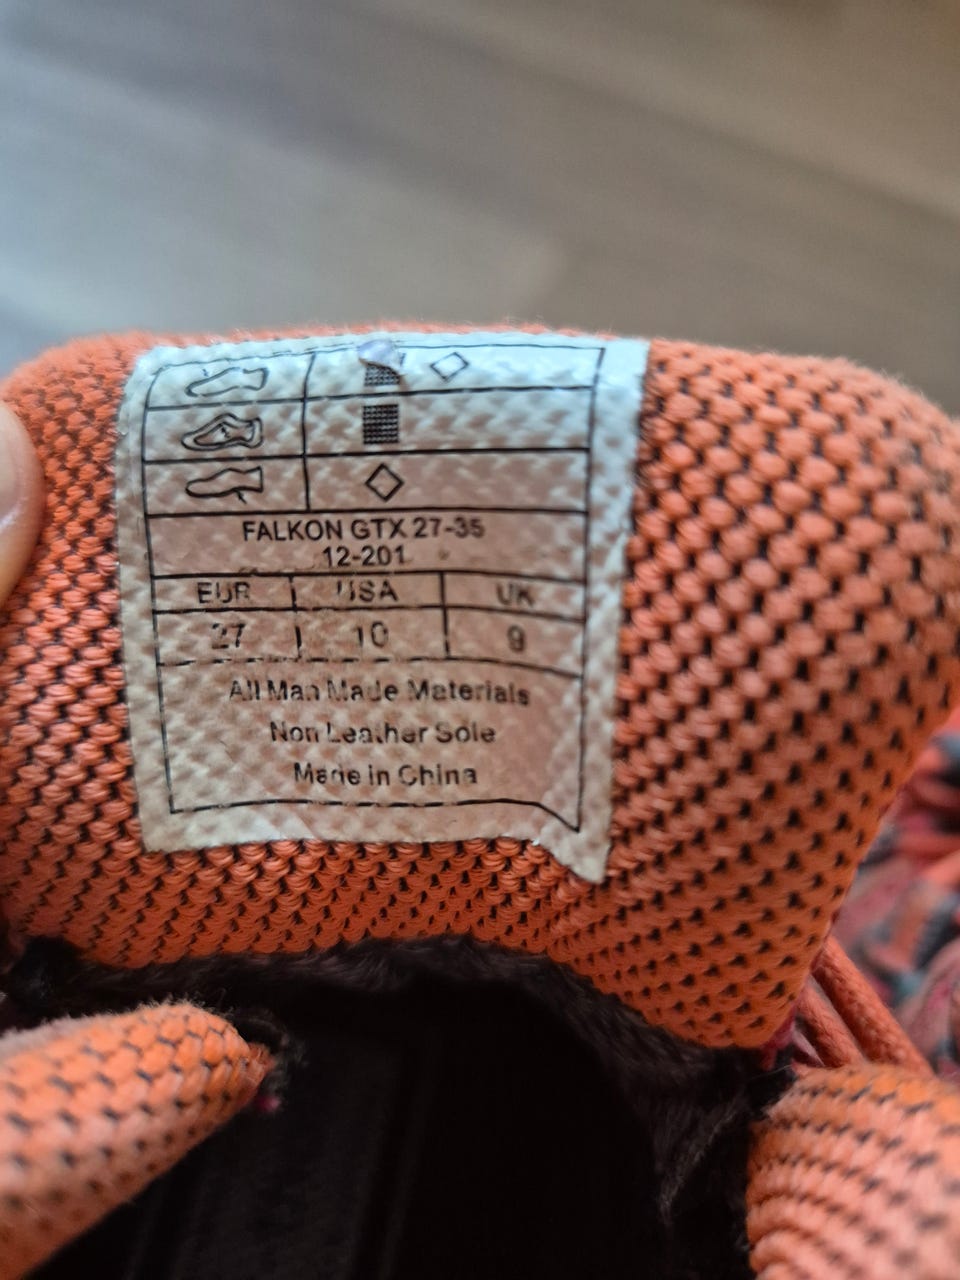 FALKON GTX 27-35
12-201
EUR USA UK
27 10 9
All Man Made Materials
Non Leather Sole
Made in China